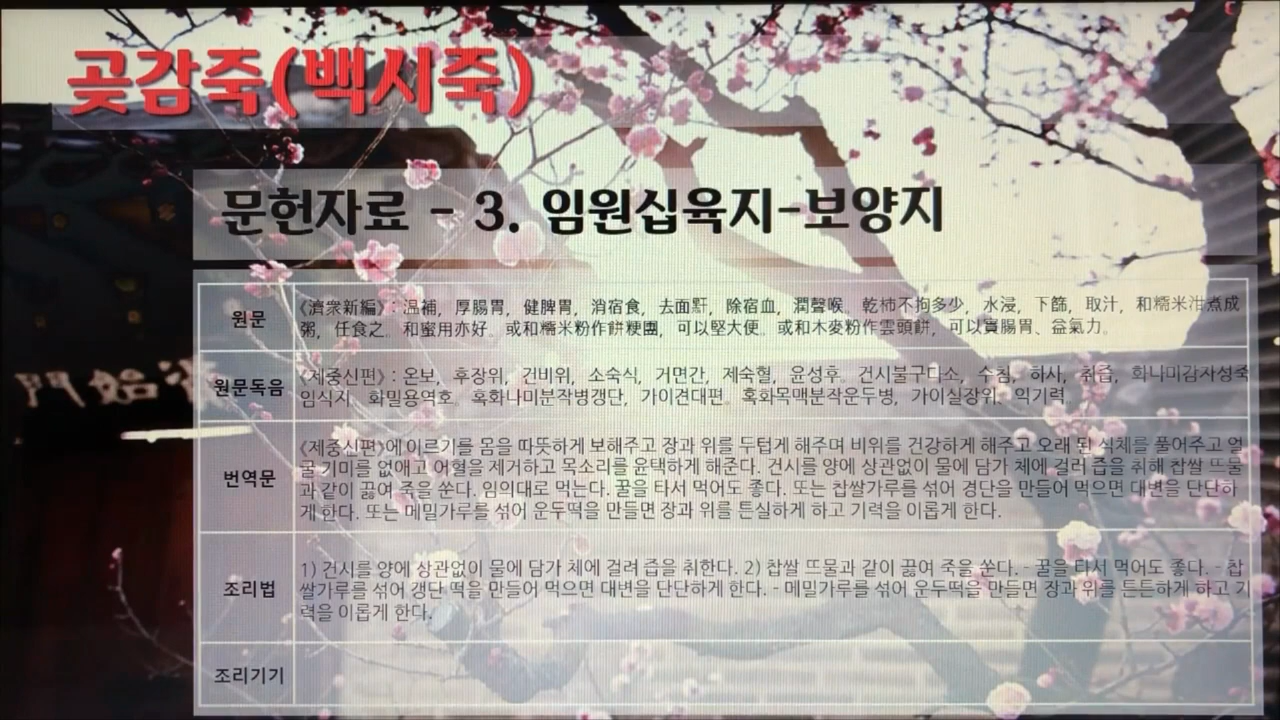 곶감죽(백시죽)
문헌자료 - 3. 임원십육지-보양지
원문
《濟衆新編》: 温補, 厚腸胃, 健脾胃, 消宿食, 去面䵟, 除宿血, 潤聲喉. 乾柿不拘多少, 水浸, 下篩, 取汁, 和糯米泔煮成
粥, 任食之. 和蜜用亦好. 或和糯米粉作餠粳團, 可以堅大便. 或和木麥粉作雲頭餠, 可以實腸胃、益氣力.
원문독음
《제중신편》: 온보, 후장위, 건비위, 소숙식, 거면간, 제숙혈, 윤성후. 건시불구다소, 수침, 하사, 취즙, 화나미감자성죽
임식지. 화밀용역호. 혹화나미분작병갱단, 가이견대편. 혹화목맥분작운두병, 가이실장위, 익기력
번역문
《제중신편》에 이르기를 몸을 따뜻하게 보해주고 장과 위를 두텁게 해주며 비위를 건강하게 해주고 오래 된 식체를 풀어주고 얼
굴 기미를 없애고 어혈을 제거하고 목소리를 윤택하게 해준다. 건시를 양에 상관없이 물에 담가 체에 걸러 즙을 취해 찹쌀 뜨물
과 같이 끓여 죽을 쑨다. 임의대로 먹는다. 꿀을 타서 먹어도 좋다. 또는 찹쌀가루를 섞어 경단을 만들어 먹으면 대변을 단단하
게 한다. 또는 메밀가루를 섞어 운두떡을 만들면 장과 위를 튼실하게 하고 기력을 이롭게 한다.
조리법
1) 건시를 양에 상관없이 물에 담가 체에 걸려 즙을 취한다. 2) 찹쌀 뜨물과 같이 끓여 죽을 쑨다. - 꿀을 타서 먹어도 좋다. - 찹
쌀가루를 섞어 갱단 떡을 만들어 먹으면 대변을 단단하게 한다. - 메밀가루를 섞어 운두떡을 만들면 장과 위를 튼튼하게 하고 기
력을 이롭게 한다.
조리기기
門始